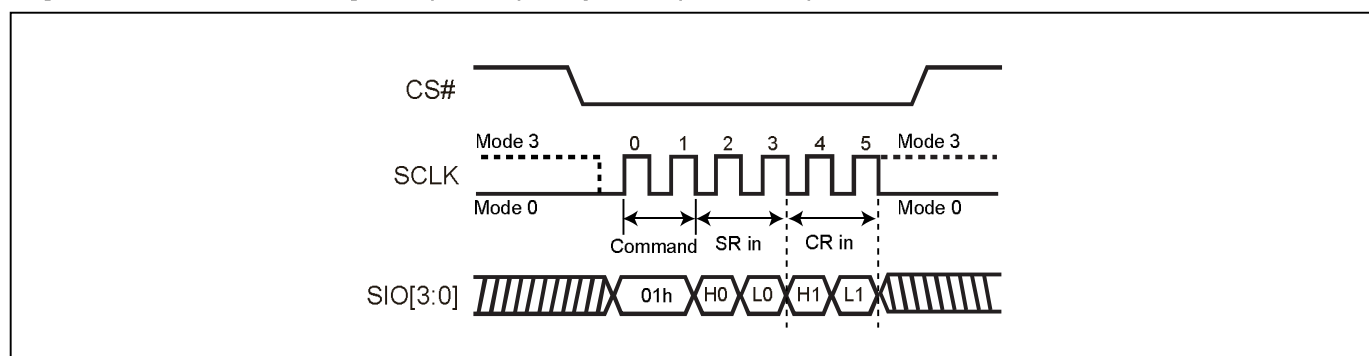 CS#
Mode 3 0 1 2 3 4 5 Mode 3
SCLK
Mode 0 Mode 0
Command SR in CR in
SIO[3:0] 01h H0 L0 H1 L1